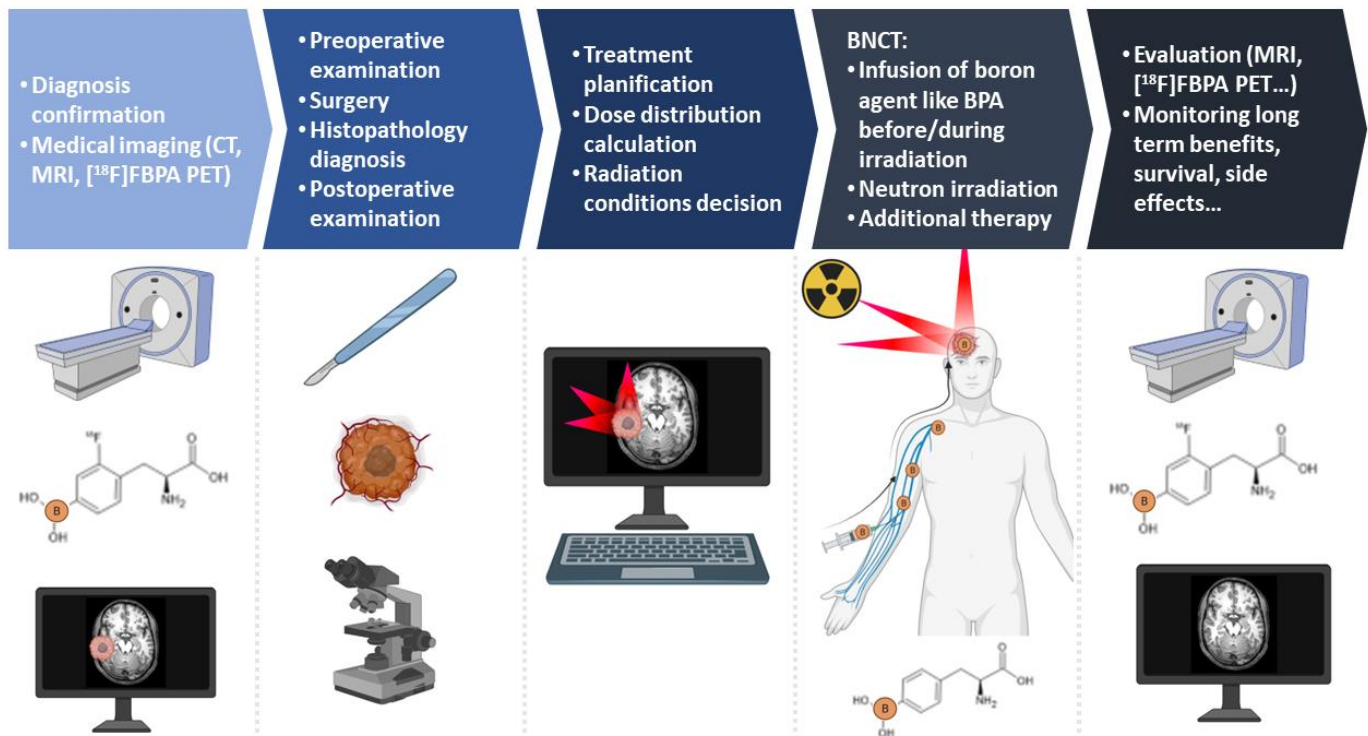 • Diagnosis
confirmation
• Medical imaging (CT,
MRI, [¹⁸F]FBPA PET)
• Preoperative
examination
• Surgery
• Histopathology
diagnosis
• Postoperative
examination
• Treatment
planification
• Dose distribution
calculation
• Radiation
conditions decision
BNCT:
• Infusion of boron
agent like BPA
before/during
irradiation
• Neutron irradiation
• Additional therapy
• Evaluation (MRI,
[¹⁸F]FBPA PET…)
• Monitoring long
term benefits,
survival, side
effects…
¹⁸F
O
OH
NH₂
HO
B
OH
B
B
B
B
B
O
OH
NH₂
HO
B
OH
¹⁸F
O
OH
NH₂
HO
B
OH